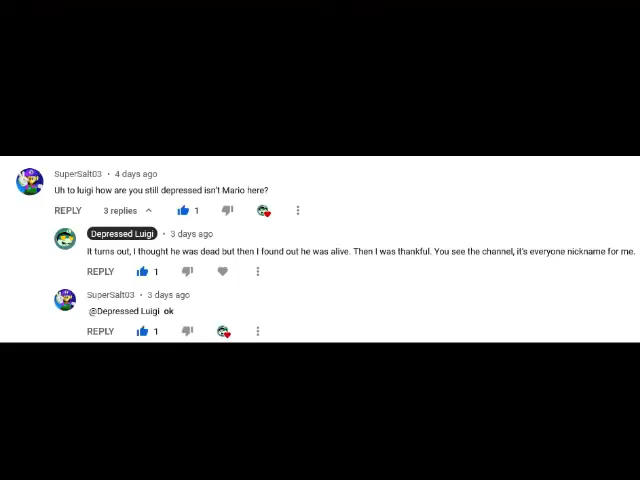 SuperSalt03 • 4 days ago
Uh to luigi how are you still depressed isn't Mario here?
REPLY 3 replies 1
Depressed Luigi • 3 days ago
It turns out, I thought he was dead but then I found out he was alive. Then I was thankful. You see the channel, it's everyone nickname for me.
REPLY 1
SuperSalt03 • 3 days ago
@Depressed Luigi ok
REPLY 1